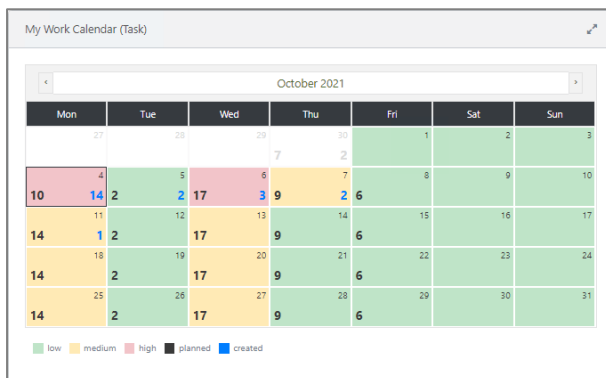 My Work Calendar (Task)
October 2021
Mon Tue Wed Thu Fri Sat Sun
27 28 29 30 1 2 3
7 2
4 5 6 7 8 9 10
10 14 2 2 17 3 9 2 6
11 12 13 14 15 16 17
14 1 2 17 9 6
18 19 20 21 22 23 24
14 2 17 9 6
25 26 27 28 29 30 31
14 2 17 9 6
low medium high planned created